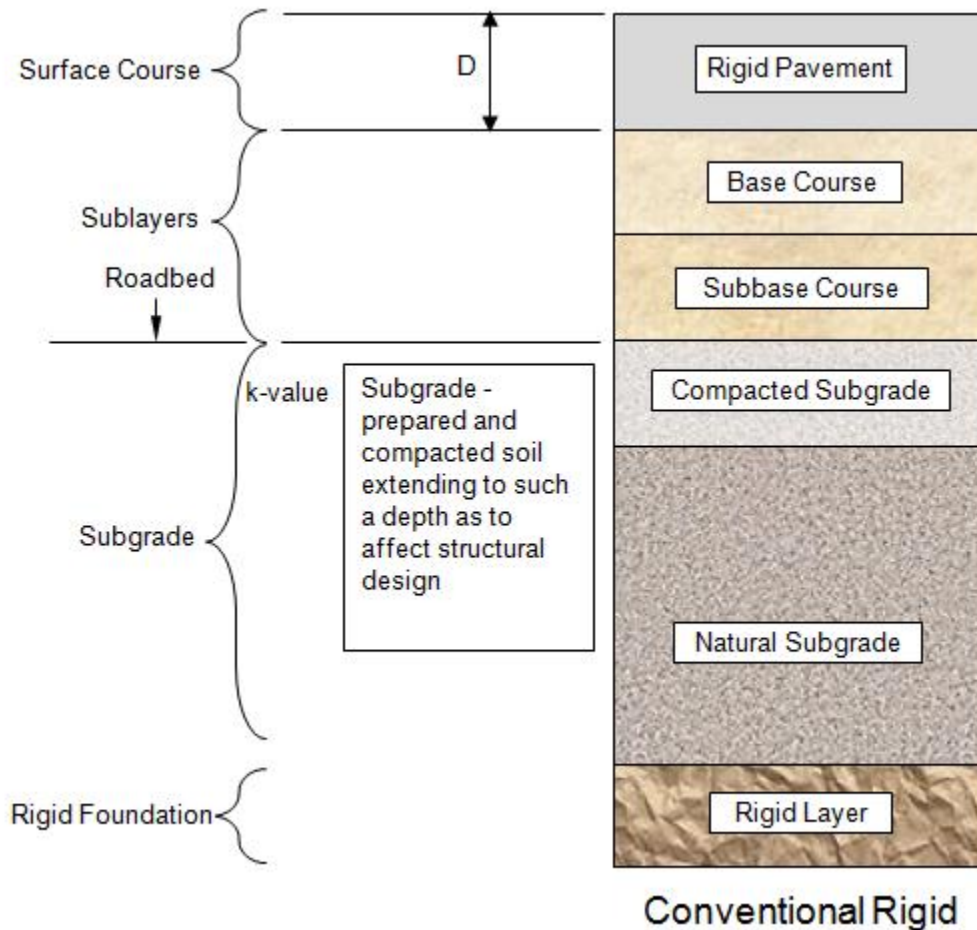 Surface Course
D
Rigid Pavement
Base Course
Sublayers
Roadbed
Subbase Course
k-value
Subgrade -
prepared and
compacted soil
extending to such
a depth as to
affect structural
design
Compacted Subgrade
Subgrade
Natural Subgrade
Rigid Foundation
Rigid Layer
Conventional Rigid